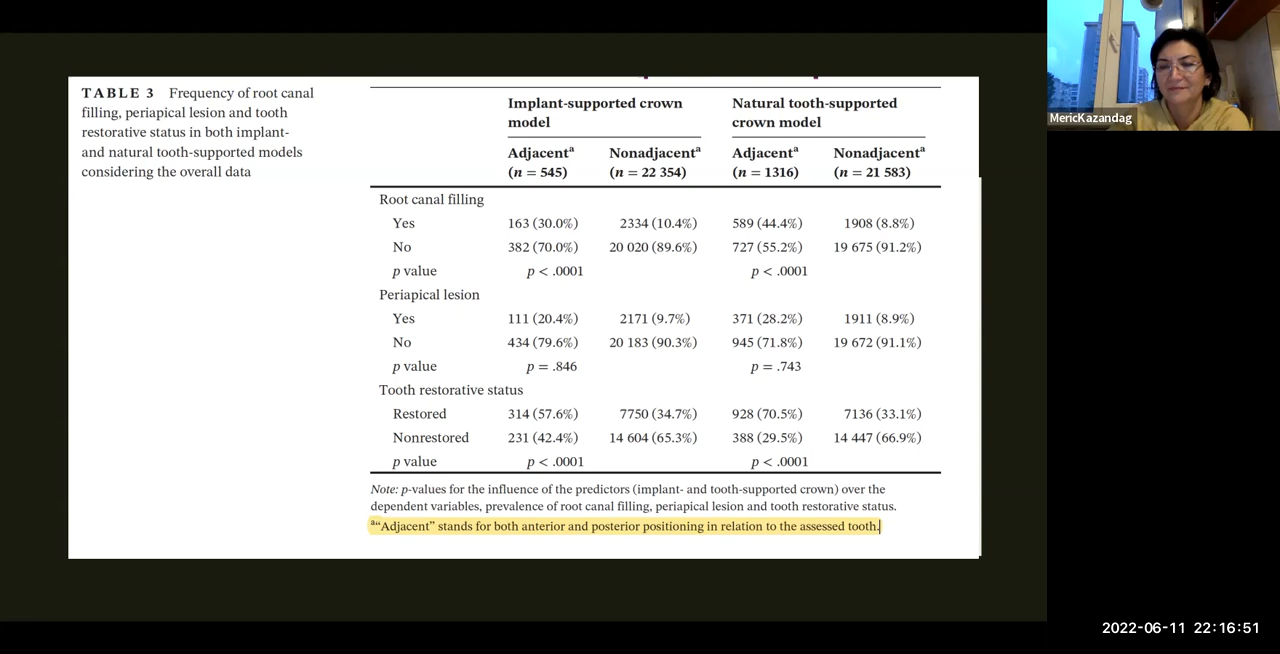 TABLE 3 Frequency of root canal
filling, periapical lesion and tooth
restorative status in both implant-
and natural tooth-supported models
considering the overall data
Implant-supported crown model Natural tooth-supported crown model
Adjacentᵃ (n = 545) Nonadjacentᵃ (n = 22 354) Adjacentᵃ (n = 1316) Nonadjacentᵃ (n = 21 583)
Root canal filling
Yes 163 (30.0%) 2334 (10.4%) 589 (44.4%) 1908 (8.8%)
No 382 (70.0%) 20 020 (89.6%) 727 (55.2%) 19 675 (91.2%)
p value p < .0001 p < .0001
Periapical lesion
Yes 111 (20.4%) 2171 (9.7%) 371 (28.2%) 1911 (8.9%)
No 434 (79.6%) 20 183 (90.3%) 945 (71.8%) 19 672 (91.1%)
p value p = .846 p = .743
Tooth restorative status
Restored 314 (57.6%) 7750 (34.7%) 928 (70.5%) 7136 (33.1%)
Nonrestored 231 (42.4%) 14 604 (65.3%) 388 (29.5%) 14 447 (66.9%)
p value p < .0001 p < .0001
Note: p-values for the influence of the predictors (implant- and tooth-supported crown) over the
dependent variables, prevalence of root canal filling, periapical lesion and tooth restorative status.
ᵃ“Adjacent” stands for both anterior and posterior positioning in relation to the assessed tooth.
MericKazandag
2022-06-11 22:16:51